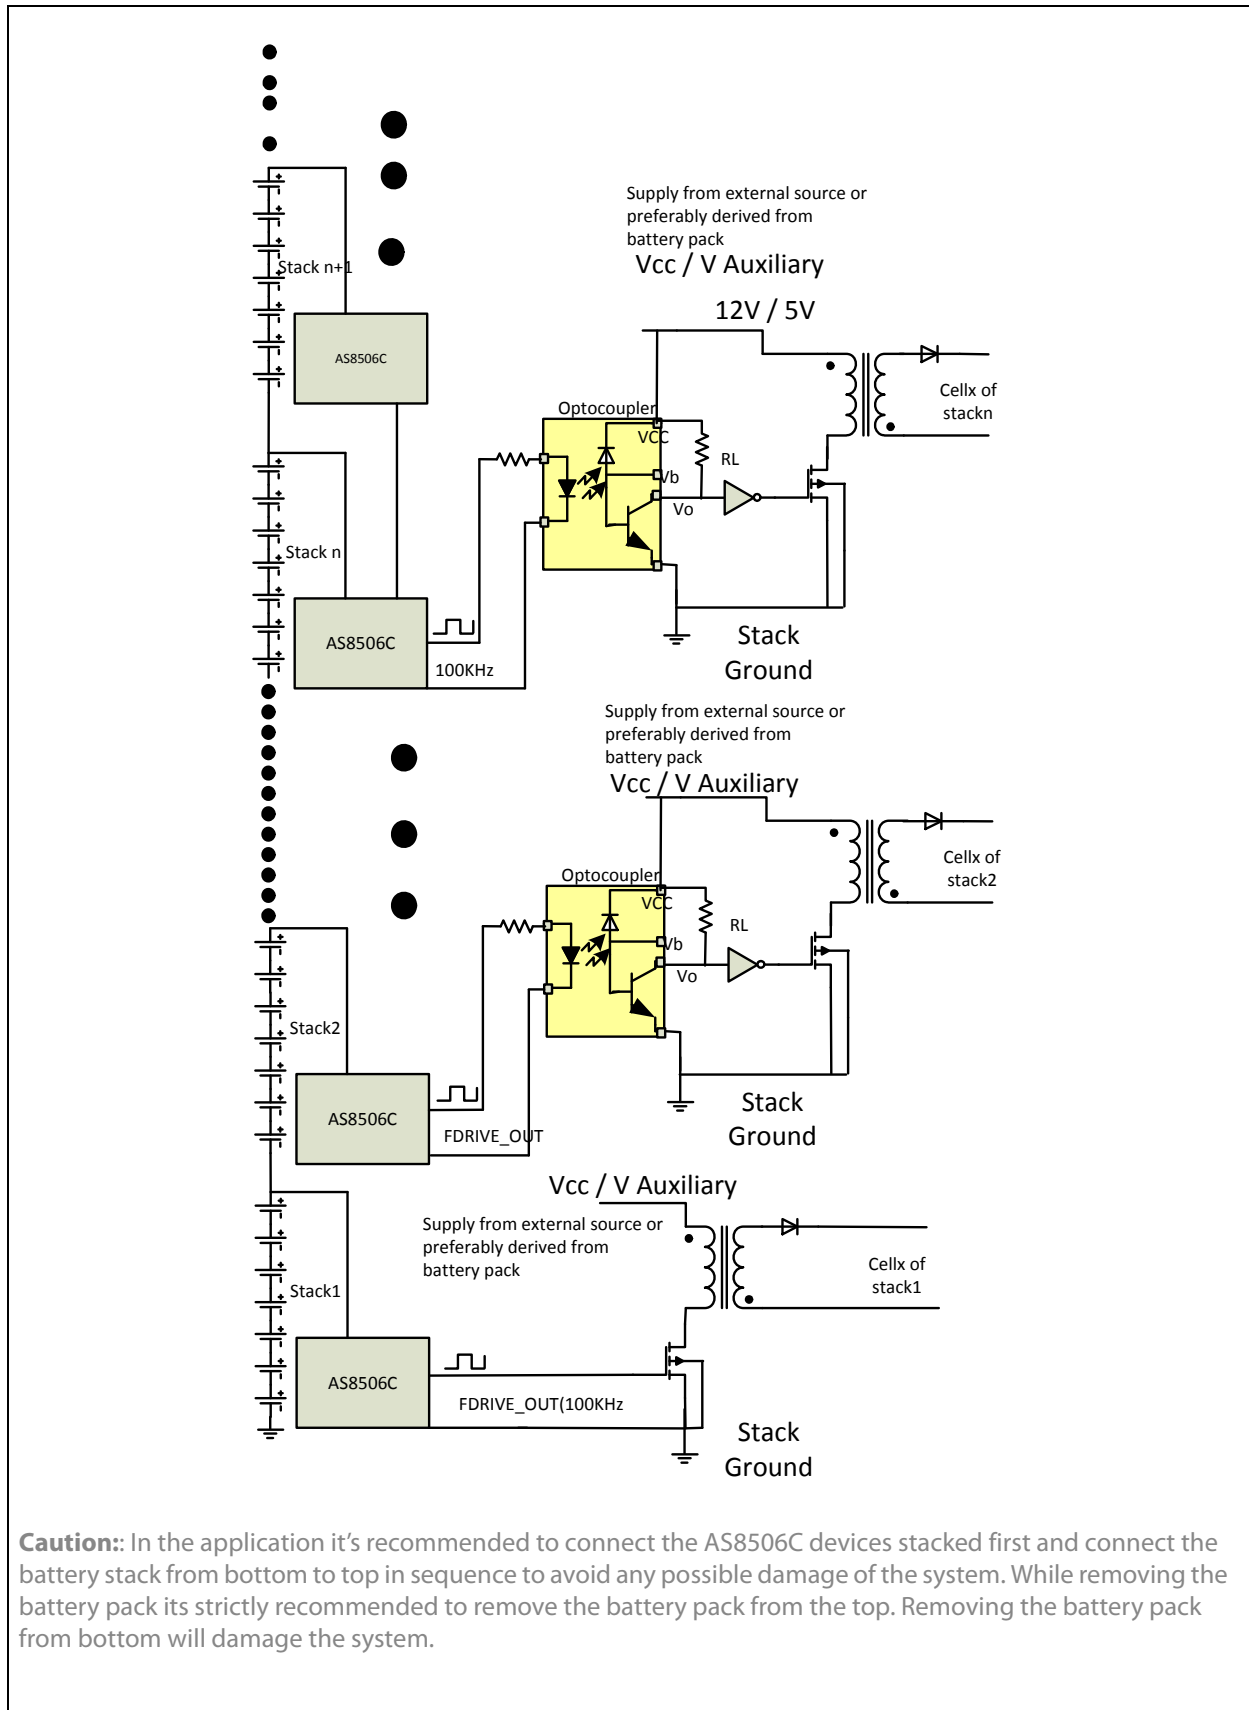 Supply from external source or
preferably derived from
battery pack
Vcc / V Auxiliary
12V / 5V
Stack n+1
AS8506C
Cellx of
stackn
Optocoupler
VCC
RL
Vb
Vo
Stack n
AS8506C
100KHz
Stack
Ground
Supply from external source or
preferably derived from
battery pack
Vcc / V Auxiliary
Cellx of
stack2
Optocoupler
VCC
RL
Vb
Vo
Stack2
AS8506C
FDRIVE_OUT
Stack
Ground
Vcc / V Auxiliary
Supply from external source or
preferably derived from
battery pack
Cellx of
stack1
Stack1
AS8506C
FDRIVE_OUT(100KHz
Stack
Ground
Caution:: In the application it's recommended to connect the AS8506C devices stacked first and connect the
battery stack from bottom to top in sequence to avoid any possible damage of the system. While removing the
battery pack its strictly recommended to remove the battery pack from the top. Removing the battery pack
from bottom will damage the system.